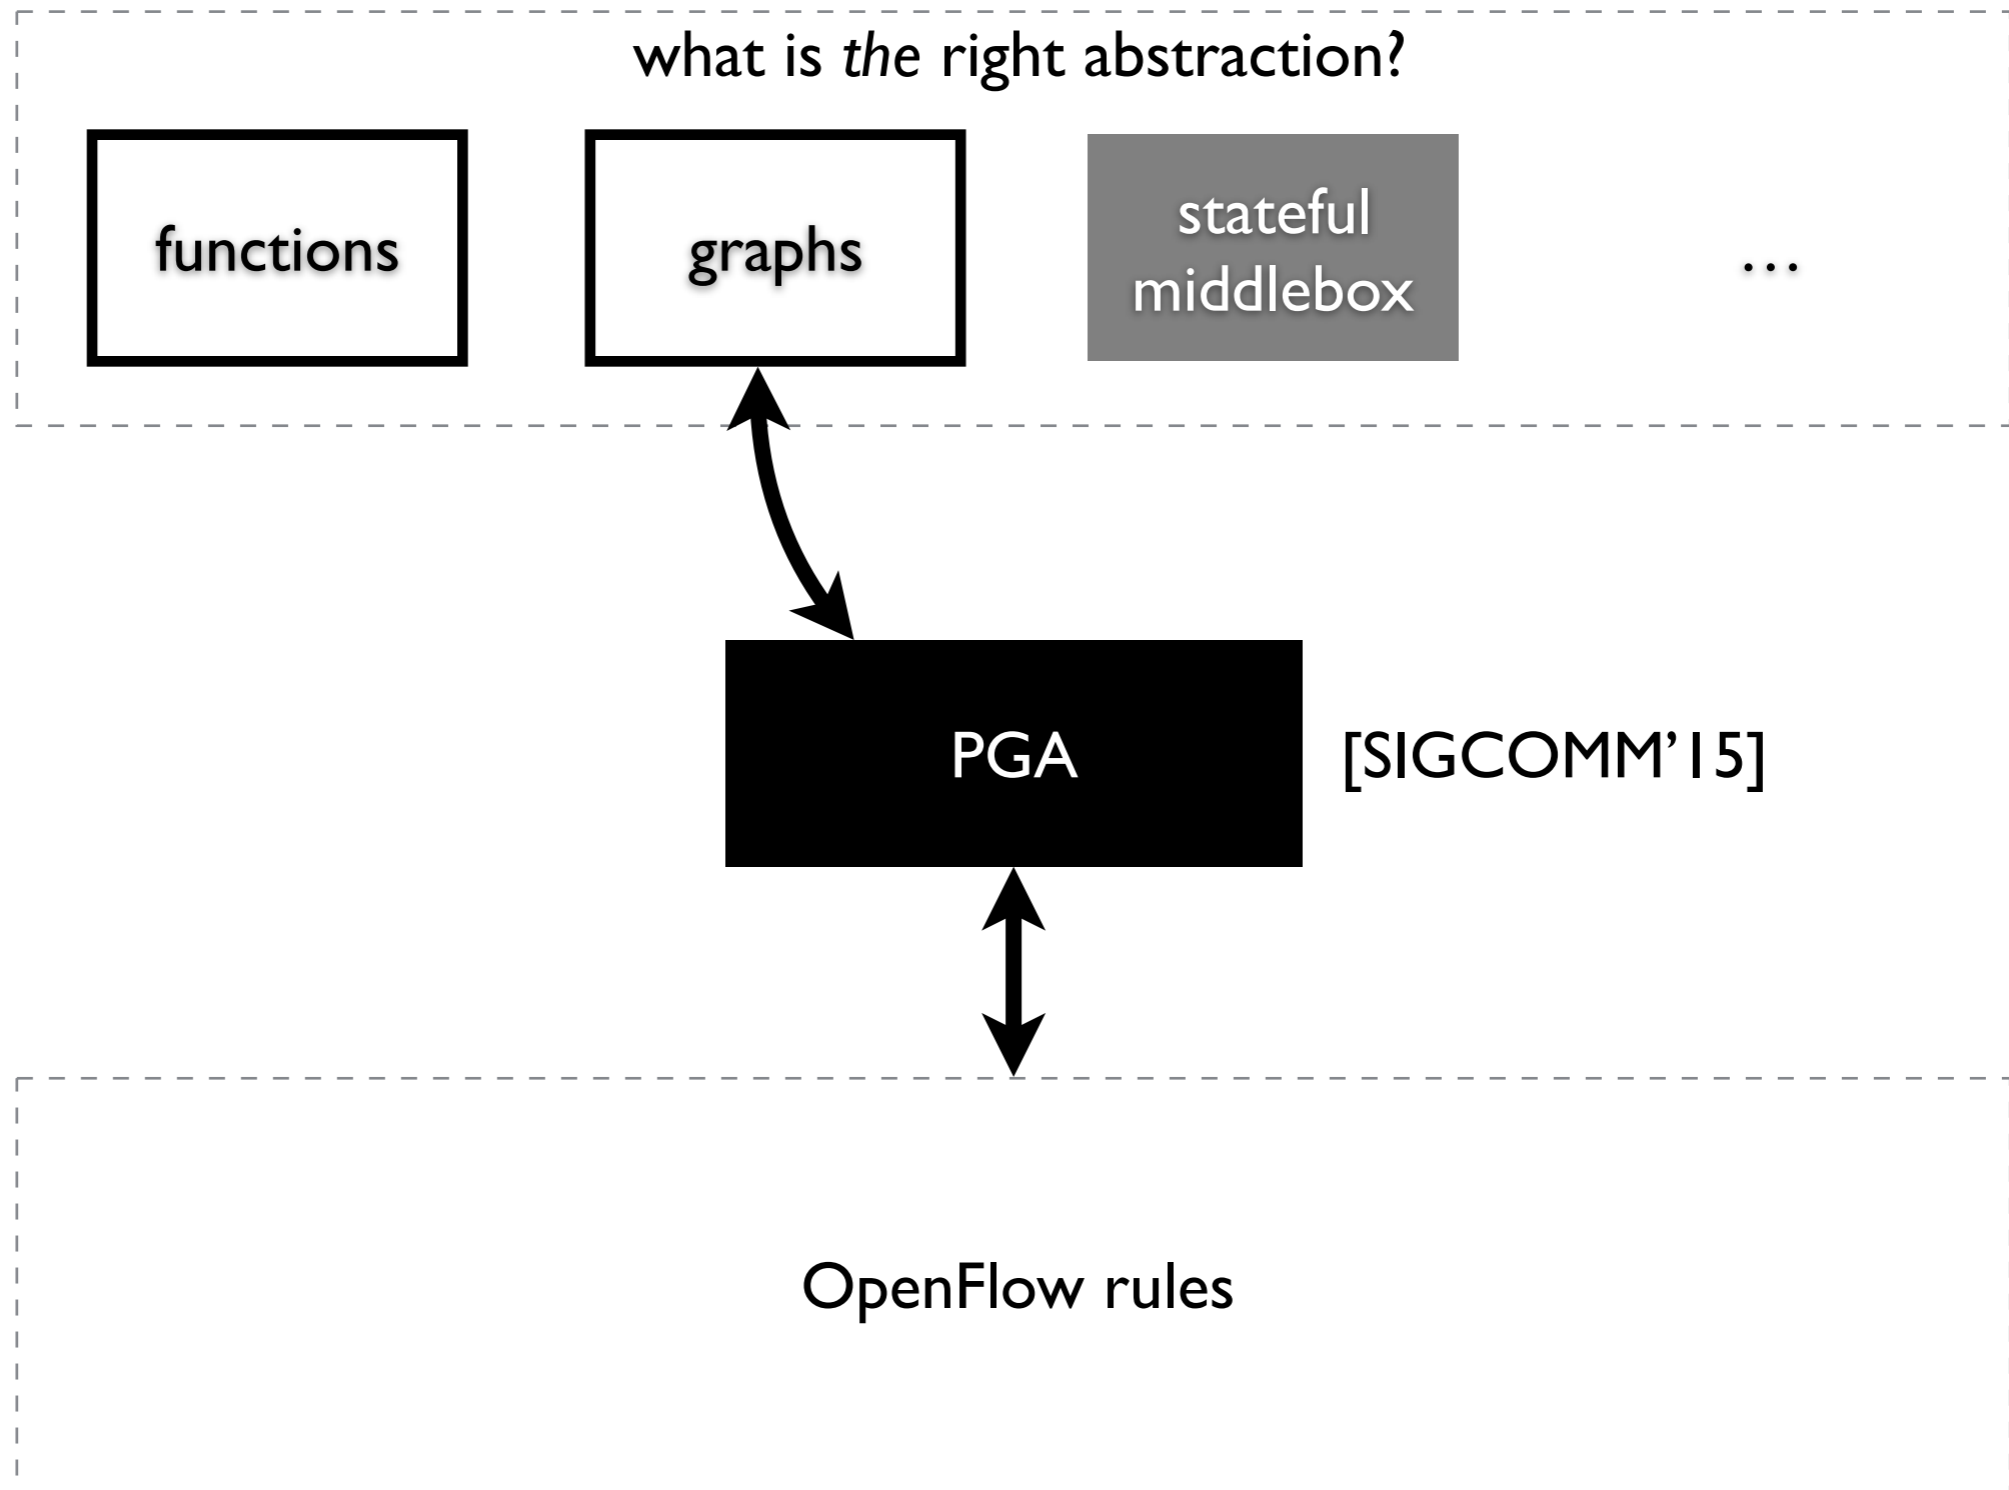 what is the right abstraction?
functions
graphs
stateful
middlebox
…
PGA
[SIGCOMM’15]
OpenFlow rules